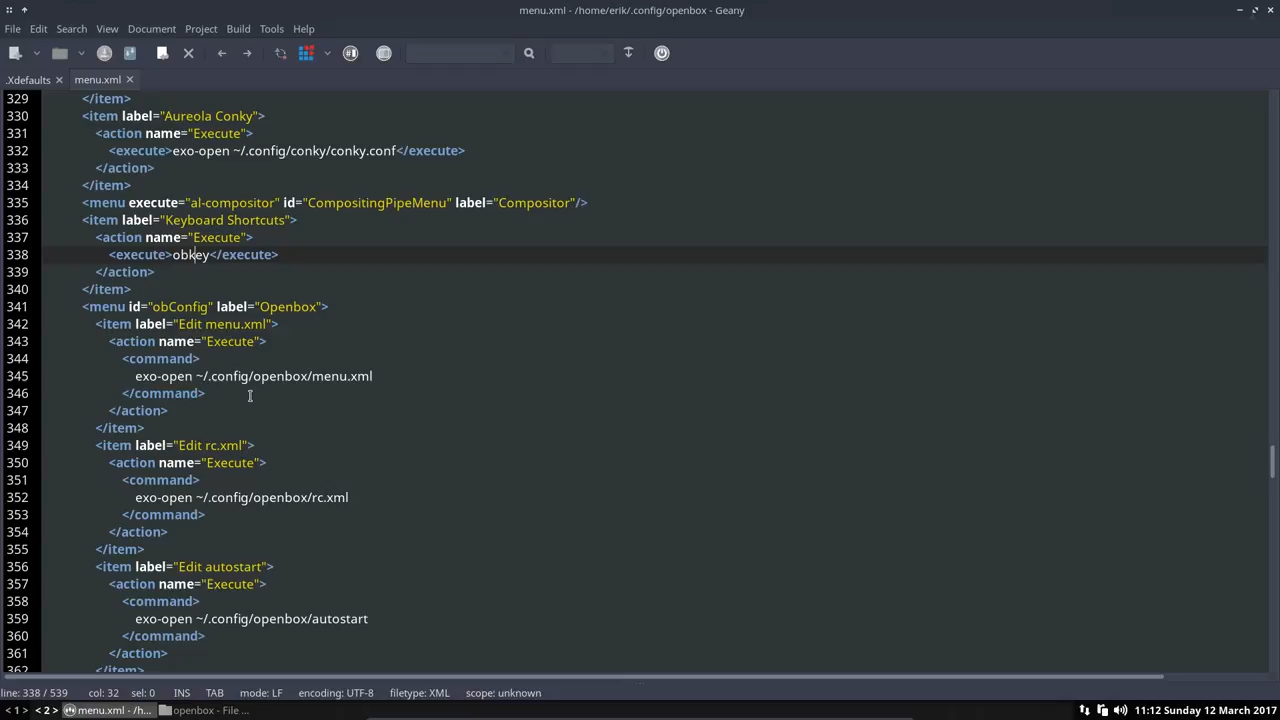 menu.xml - /home/erik/.config/openbox - Geany
File Edit Search View Document Project Build Tools Help
.Xdefaults menu.xml
329 </item>
330 <item label="Aureola Conky">
331 <action name="Execute">
332 <execute>exo-open ~/.config/conky/conky.conf</execute>
333 </action>
334 </item>
335 <menu execute="al-compositor" id="CompositingPipeMenu" label="Compositor"/>
336 <item label="Keyboard Shortcuts">
337 <action name="Execute">
338 <execute>obkey</execute>
339 </action>
340 </item>
341 <menu id="obConfig" label="Openbox">
342 <item label="Edit menu.xml">
343 <action name="Execute">
344 <command>
345 exo-open ~/.config/openbox/menu.xml
346 </command>
347 </action>
348 </item>
349 <item label="Edit rc.xml">
350 <action name="Execute">
351 <command>
352 exo-open ~/.config/openbox/rc.xml
353 </command>
354 </action>
355 </item>
356 <item label="Edit autostart">
357 <action name="Execute">
358 <command>
359 exo-open ~/.config/openbox/autostart
360 </command>
361 </action>
362 </item>
line: 338 / 539 col: 32 sel: 0 INS TAB mode: LF encoding: UTF-8 filetype: XML scope: unknown
< 1 > < 2 > menu.xml - /h... openbox - File ... 11:12 Sunday 12 March 2017